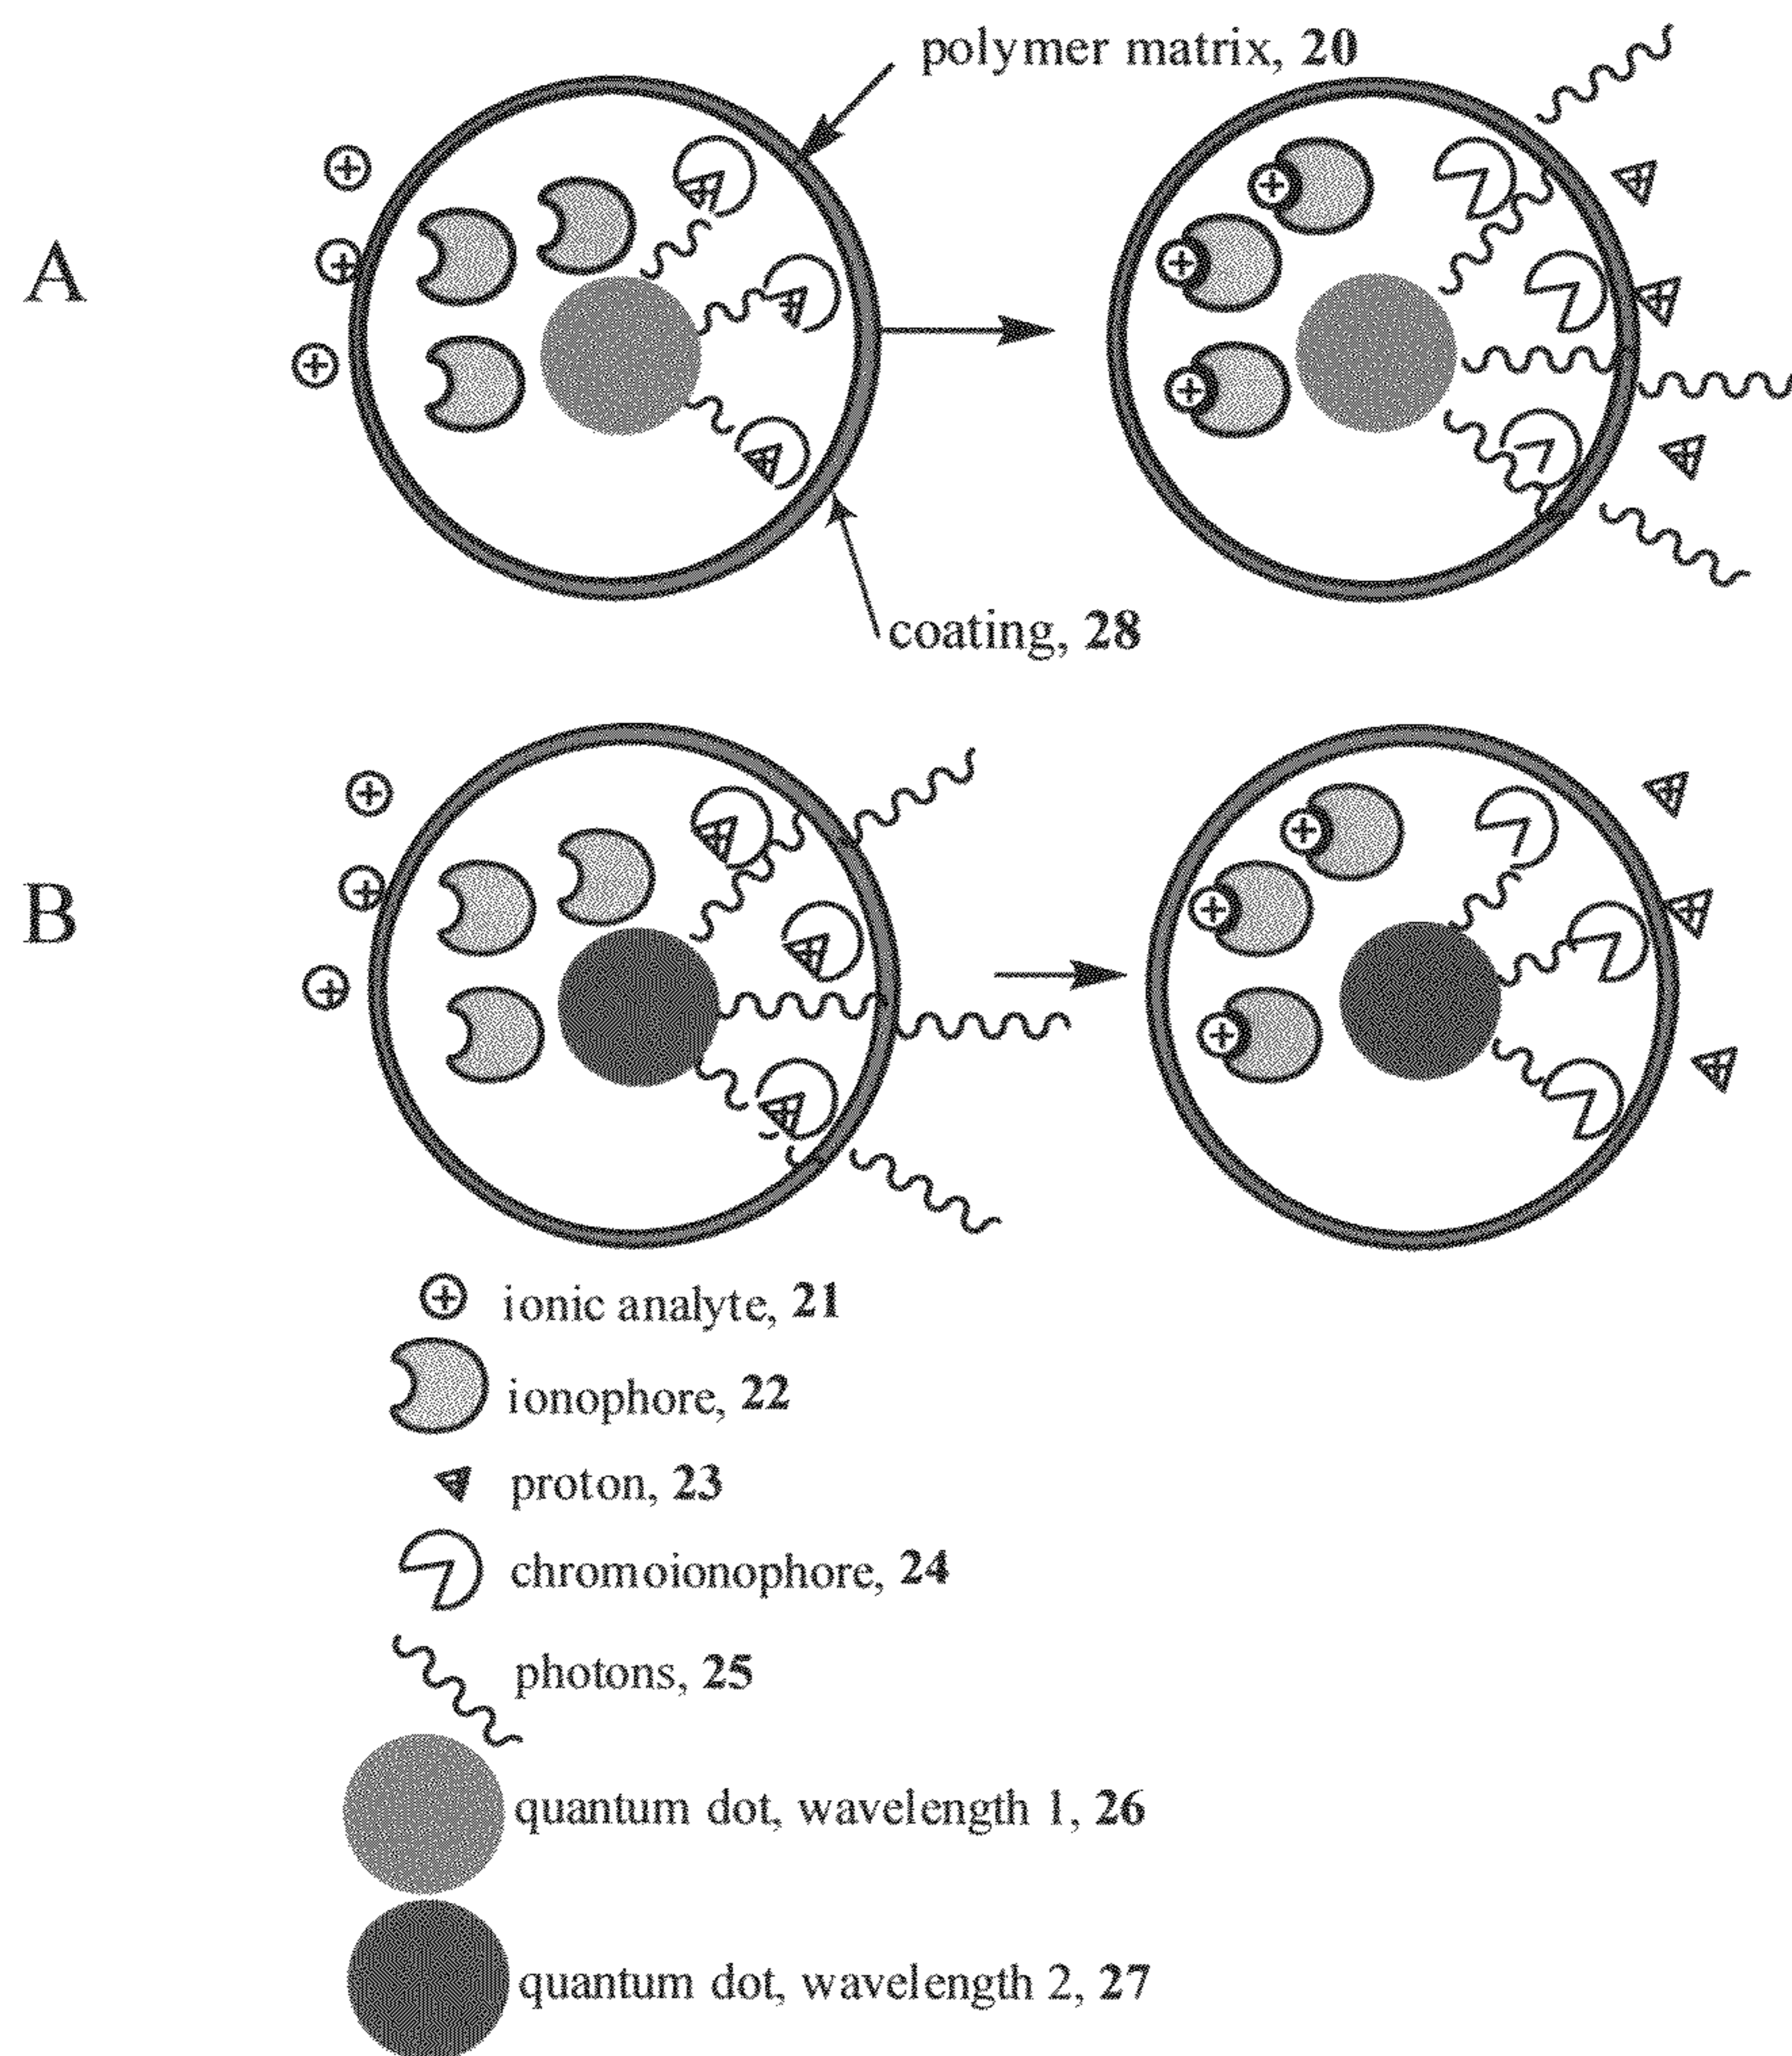 polymer matrix, 20
A
coating, 28
B
ionic analyte, 21
ionophore, 22
proton, 23
chromoionophore, 24
photons, 25
quantum dot, wavelength 1, 26
quantum dot, wavelength 2, 27